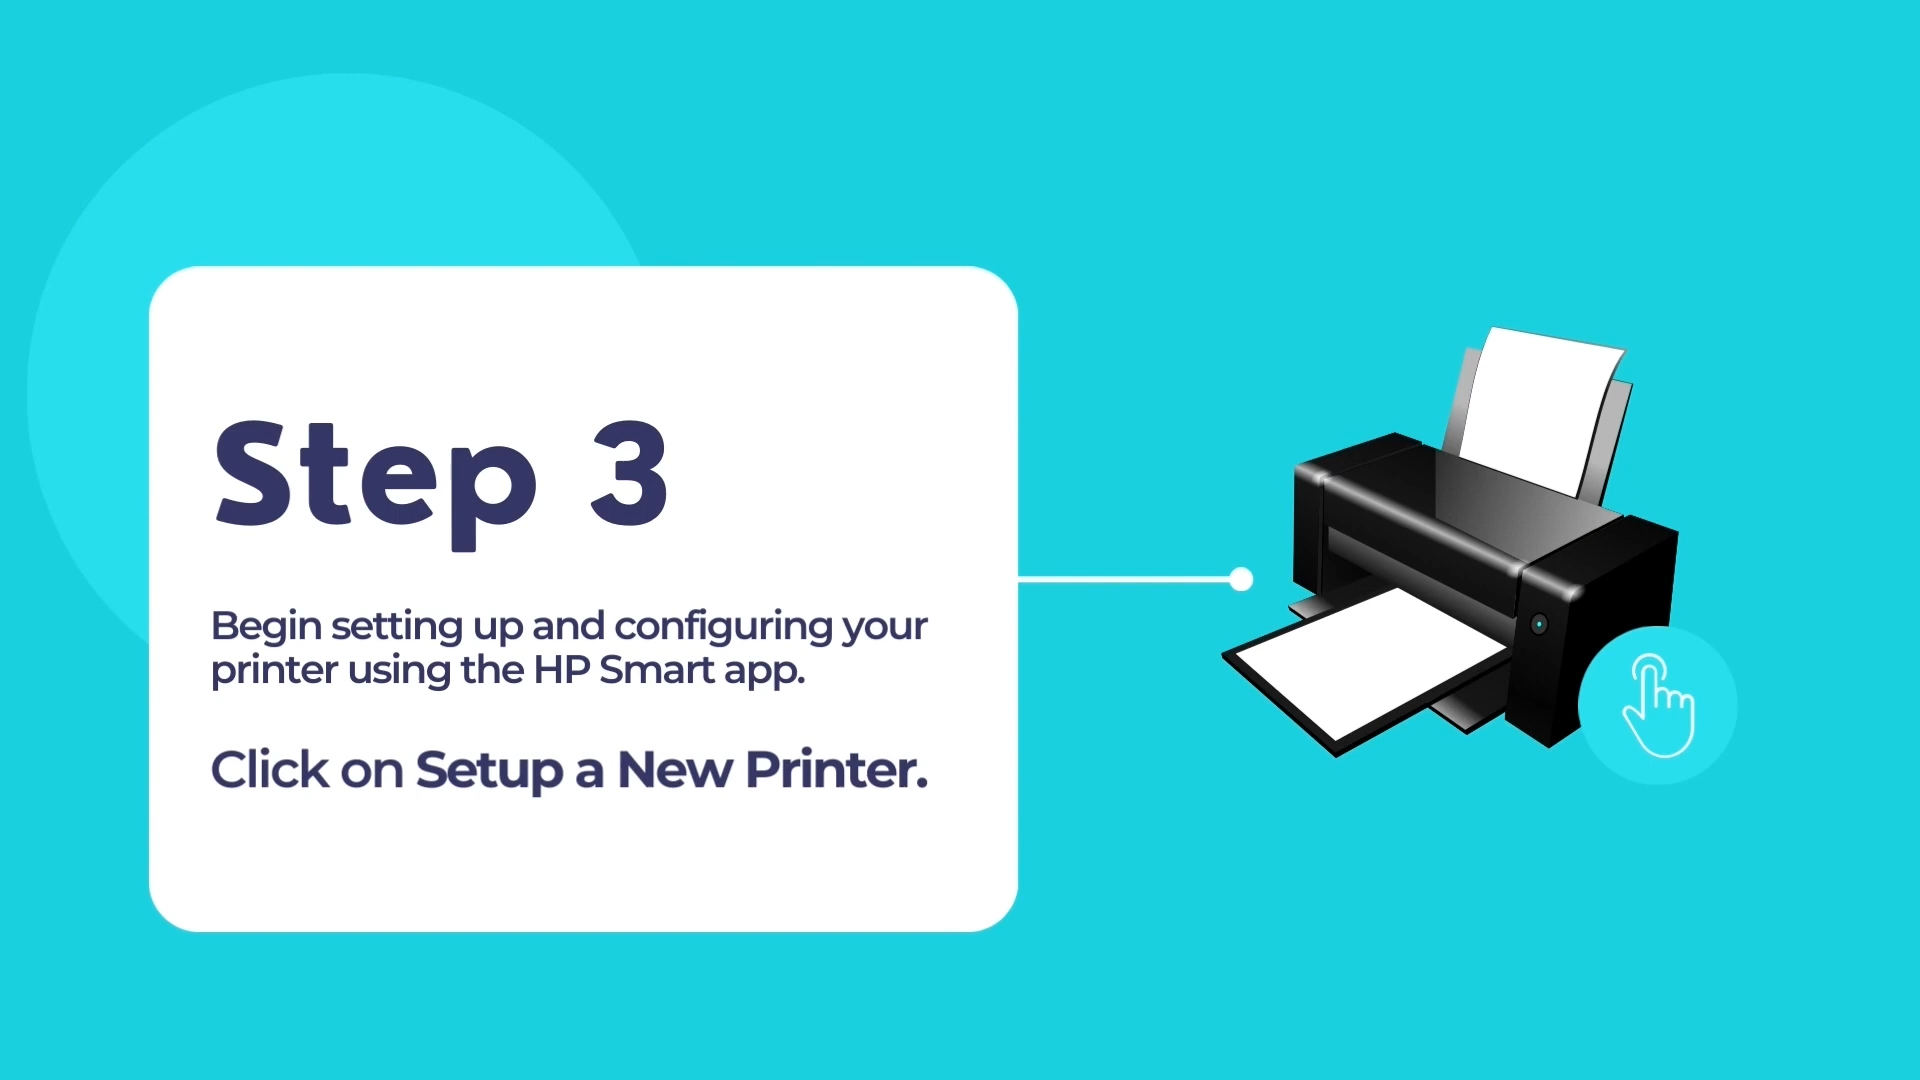 Step 3
Begin setting up and configuring your
printer using the HP Smart app.
Click on Setup a New Printer.